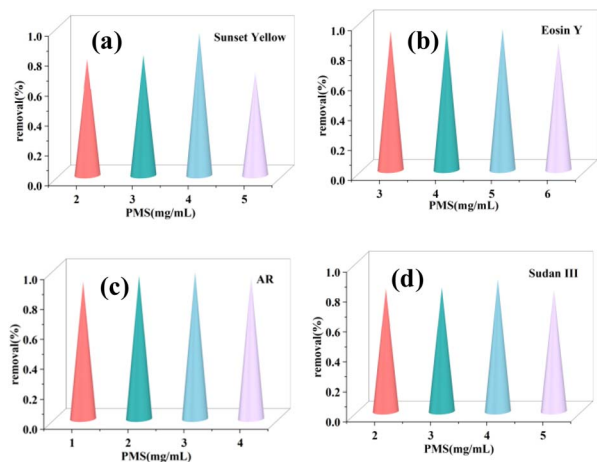 (a)
Sunset Yellow
removal(%)
1.0
0.8
0.6
0.4
0.2
0.0
2 3 4 5
PMS(mg/mL)
(b)
Eosin Y
removal(%)
1.0
0.8
0.6
0.4
0.2
0.0
3 4 5 6
PMS(mg/mL)
(c)
AR
removal(%)
1.0
0.8
0.6
0.4
0.2
0.0
1 2 3 4
PMS(mg/mL)
(d)
Sudan III
removal(%)
1.0
0.8
0.6
0.4
0.2
0.0
2 3 4 5
PMS(mg/mL)